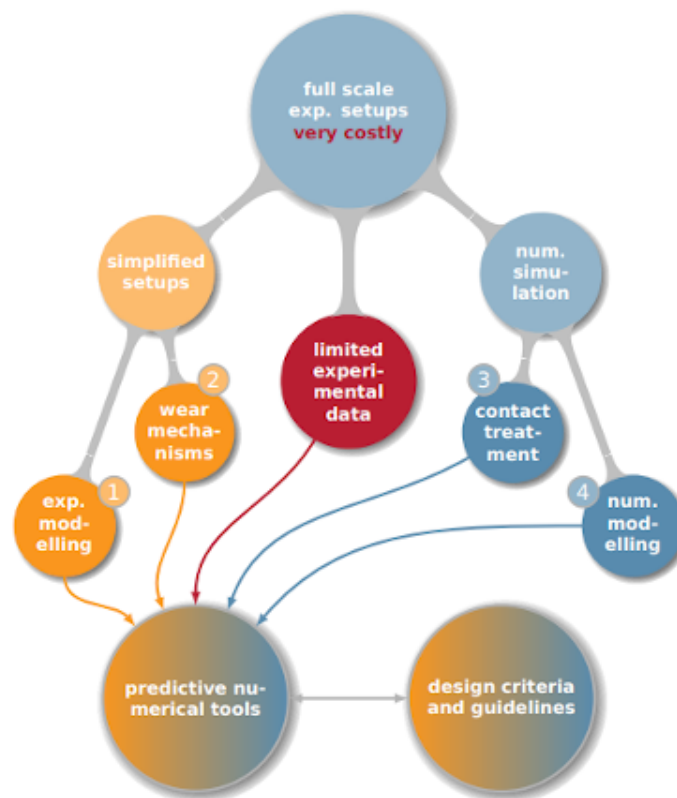 full scale
exp. setups
very costly
simplified
setups
num.
simu-
lation
limited
experi-
mental
data
2
wear
mecha-
nisms
3
contact
treat-
ment
1
exp.
mod-
elling
4
num.
mod-
elling
predictive nu-
merical tools
design criteria
and guidelines